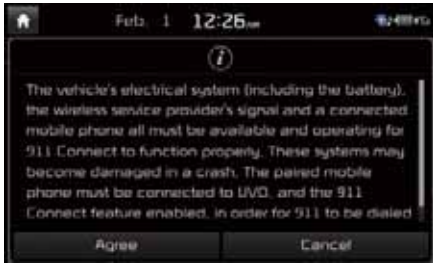 Feb. 1 12:26 AM
The vehicle's electrical system (including the battery),
the wireless service provider's signal and a connected
mobile phone all must be available and operating for
911 Connect to function properly. These systems may
become damaged in a crash. The paired mobile
phone must be connected to UVO, and the 911
Connect feature enabled, in order for 911 to be dialed
Agree Cancel